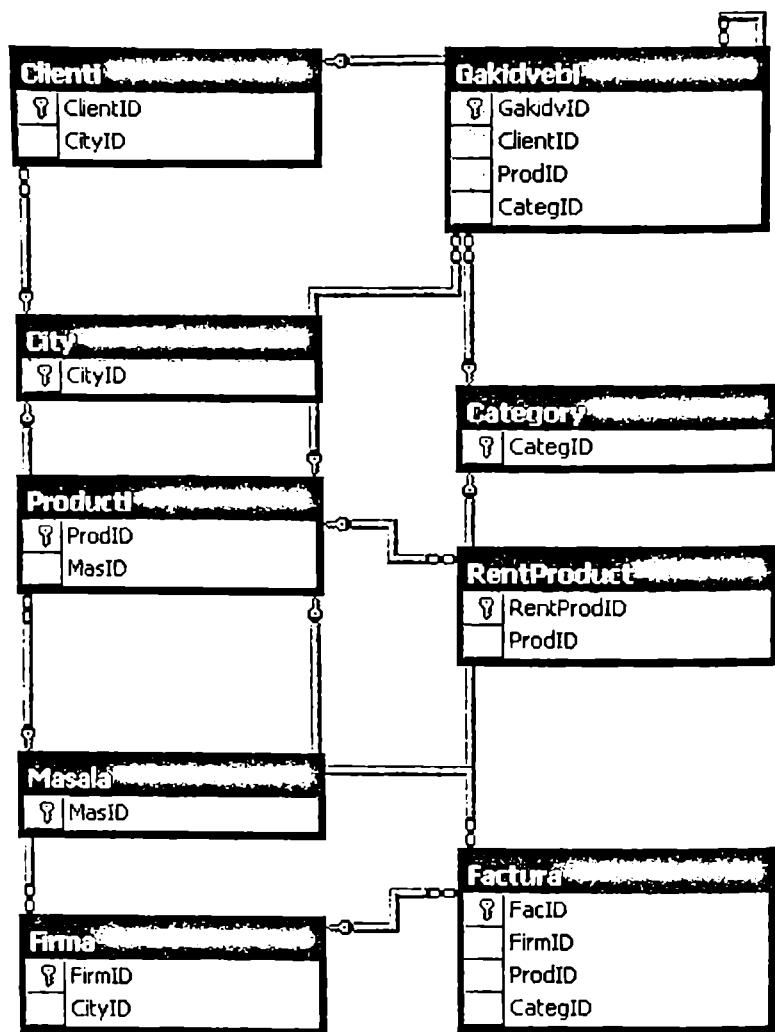 Clienti
ClientID
CityID
Gakidvebi
GakidvID
ClientID
ProdID
CategID
City
CityID
Category
CategID
Producti
ProdID
MasID
RentProduct
RentProdID
ProdID
Masala
MasID
Factura
FacID
FirmID
ProdID
CategID
Firma
FirmID
CityID